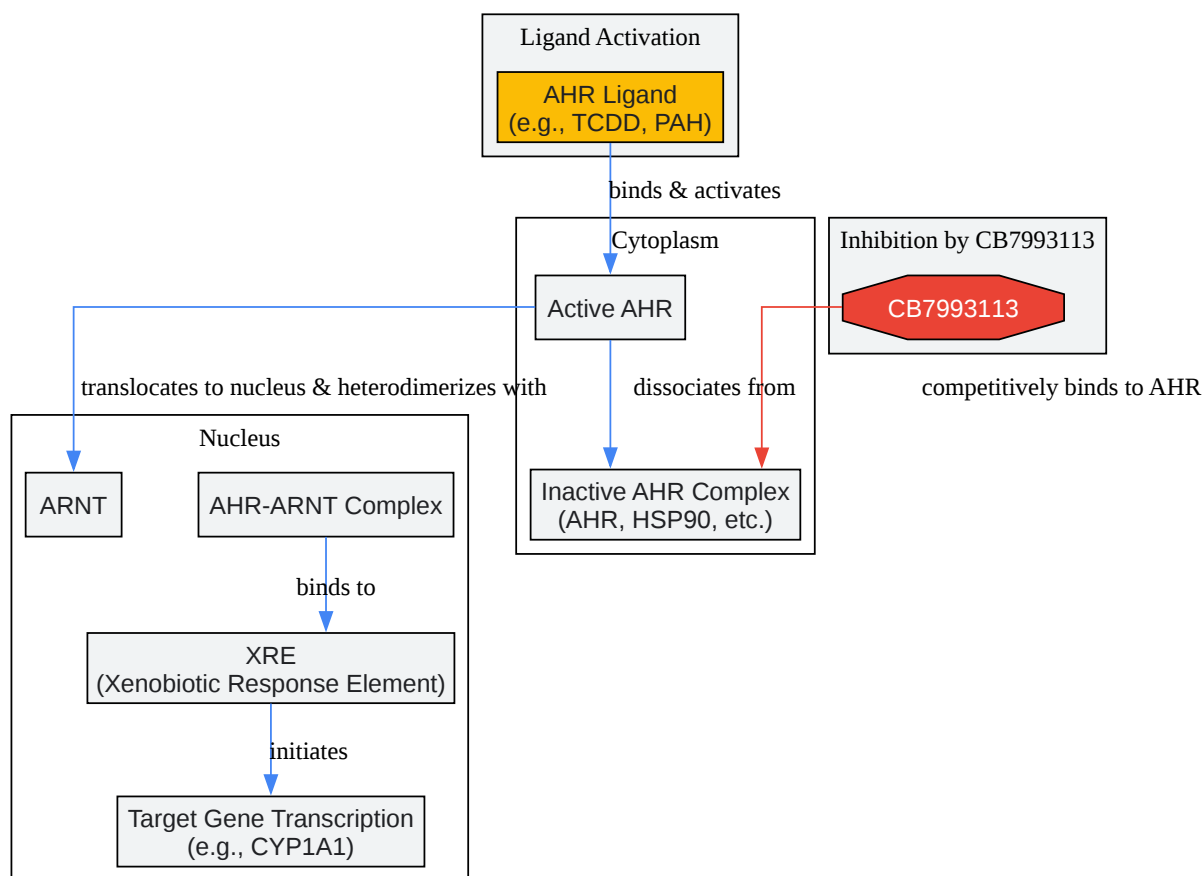 Ligand Activation
AHR Ligand
(e.g., TCDD, PAH)
binds & activates
Cytoplasm
Inhibition by CB7993113
Active AHR
CB7993113
translocates to nucleus & heterodimerizes with
dissociates from
competitively binds to AHR
Nucleus
ARNT
AHR-ARNT Complex
Inactive AHR Complex
(AHR, HSP90, etc.)
binds to
XRE
(Xenobiotic Response Element)
initiates
Target Gene Transcription
(e.g., CYP1A1)